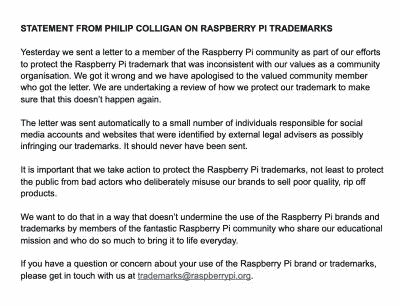 STATEMENT FROM PHILIP COLLIGAN ON RASPBERRY PI TRADEMARKS
Yesterday we sent a letter to a member of the Raspberry Pi community as part of our efforts
to protect the Raspberry Pi trademark that was inconsistent with our values as a community
organisation. We got it wrong and we have apologised to the valued community member
who got the letter. We are undertaking a review of how we protect our trademark to make
sure that this doesn't happen again.
The letter was sent automatically to a small number of individuals responsible for social
media accounts and websites that were identified by external legal advisers as possibly
infringing our trademarks. It should never have been sent.
It is important that we take action to protect the Raspberry Pi trademarks, not least to protect
the public from bad actors who deliberately misuse our brands to sell poor quality, rip off
products.
We want to do that in a way that doesn't undermine the use of the Raspberry Pi brands and
trademarks by members of the fantastic Raspberry Pi community who share our educational
mission and who do so much to bring it to life everyday.
If you have a question or concern about your use of the Raspberry Pi brand or trademarks,
please get in touch with us at trademarks@raspberrypi.org.